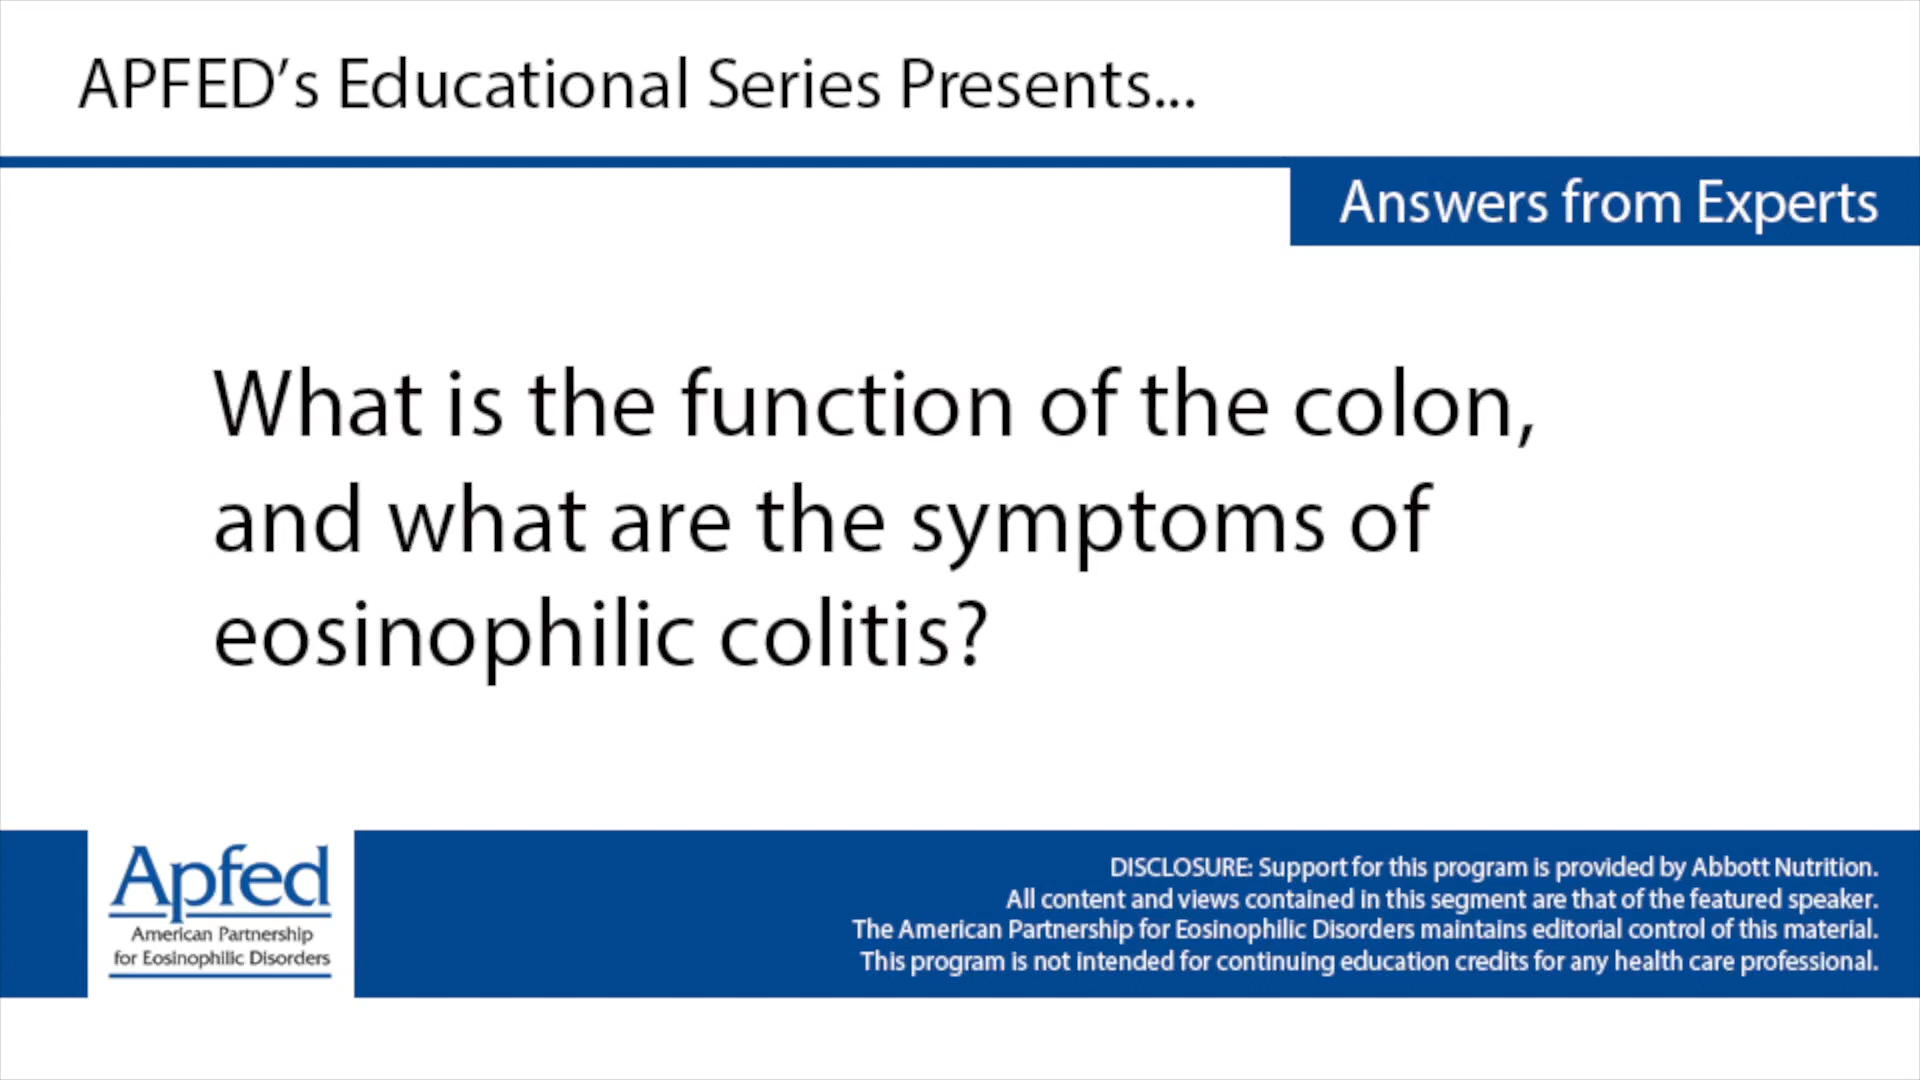 APFED’s Educational Series Presents...
Answers from Experts
What is the function of the colon,
and what are the symptoms of
eosinophilic colitis?
Apfed
American Partnership
for Eosinophilic Disorders
DISCLOSURE: Support for this program is provided by Abbott Nutrition.
All content and views contained in this segment are that of the featured speaker.
The American Partnership for Eosinophilic Disorders maintains editorial control of this material.
This program is not intended for continuing education credits for any health care professional.